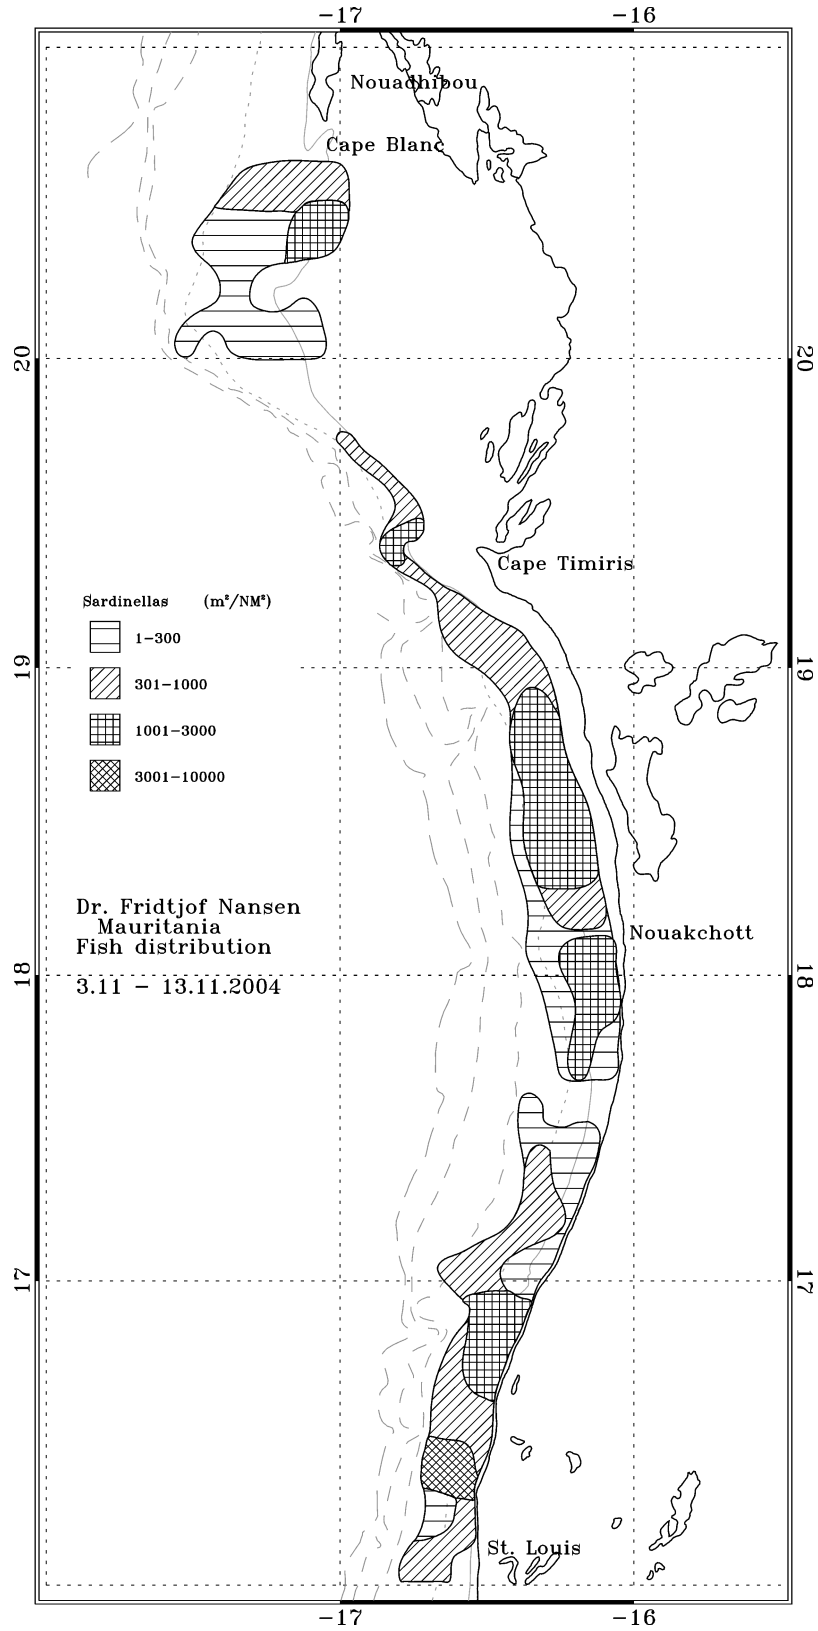 -17 -16
Nouadhibou
Cape Blanc
20 20
Cape Timiris
Sardinellas (m²/NM²)
1-300
19 19
301-1000
1001-3000
3001-10000
Dr. Fridtjof Nansen
Mauritania
Fish distribution
Nouakchott
18 18
3.11 - 13.11.2004
17 17
St. Louis
-17 -16